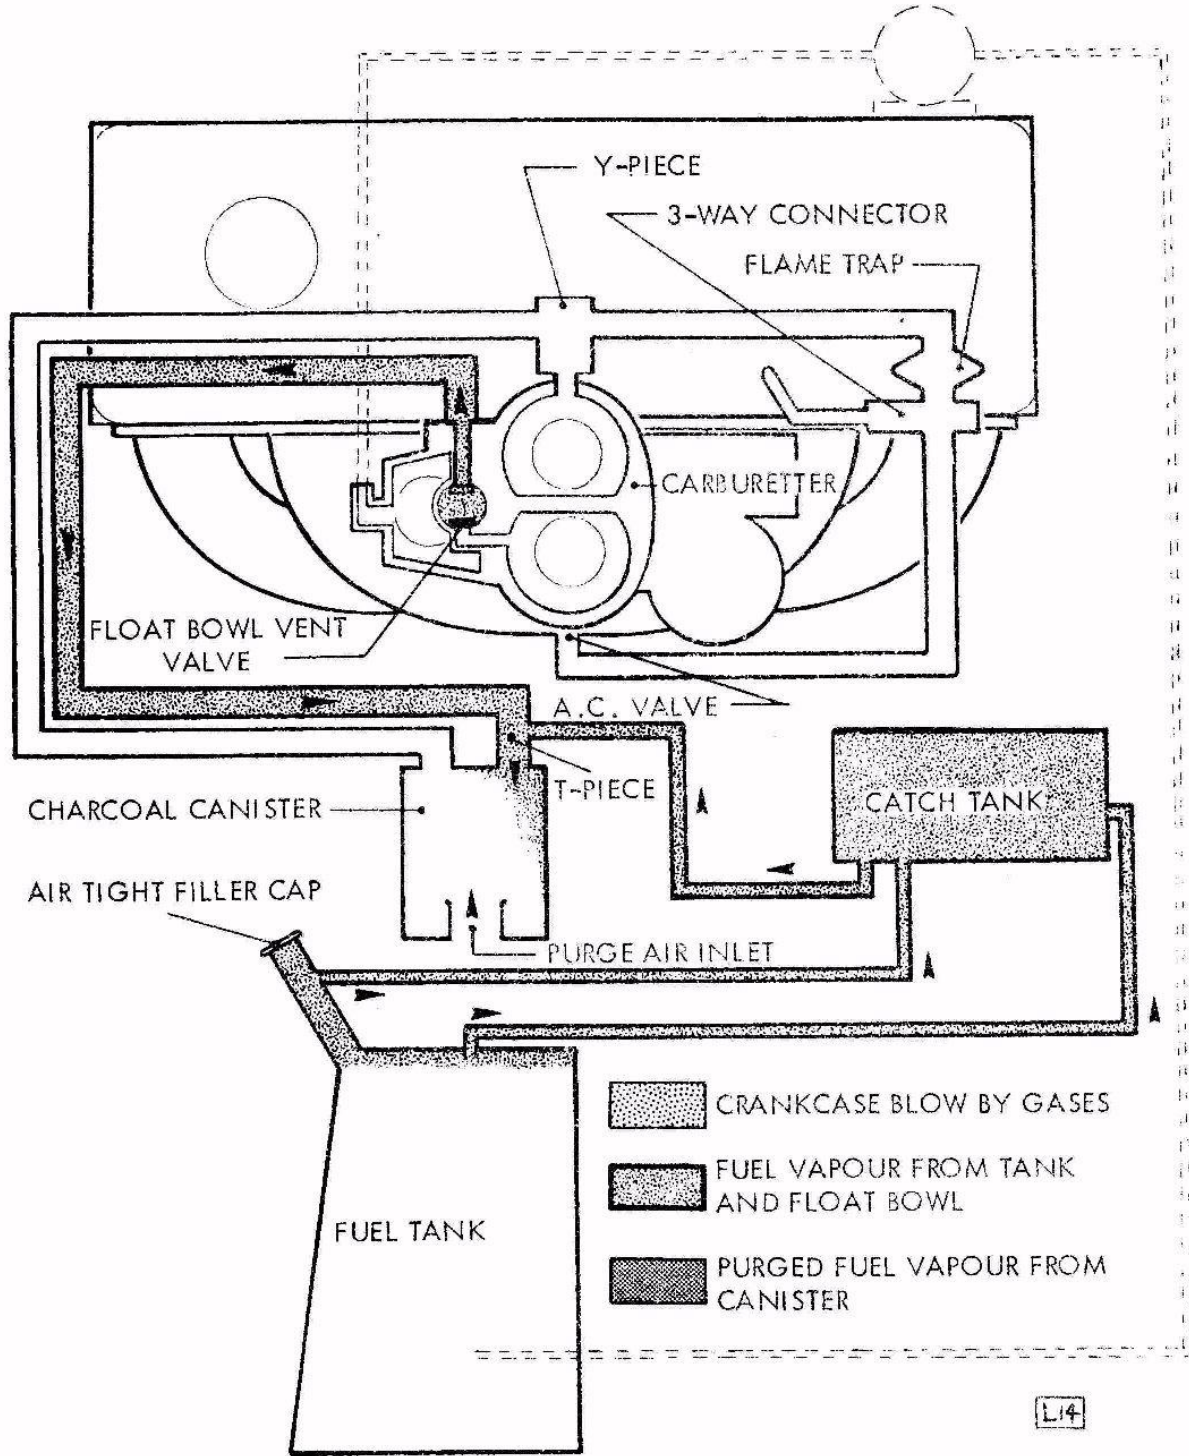 Y-PIECE
3-WAY CONNECTOR
FLAME TRAP
CARBURETTER
FLOAT BOWL VENT
VALVE
A.C. VALVE
T-PIECE
CATCH TANK
CHARCOAL CANISTER
AIR TIGHT FILLER CAP
PURGE AIR INLET
CRANKCASE BLOW BY GASES
FUEL VAPOUR FROM TANK
AND FLOAT BOWL
FUEL TANK
PURGED FUEL VAPOUR FROM
CANISTER
L14